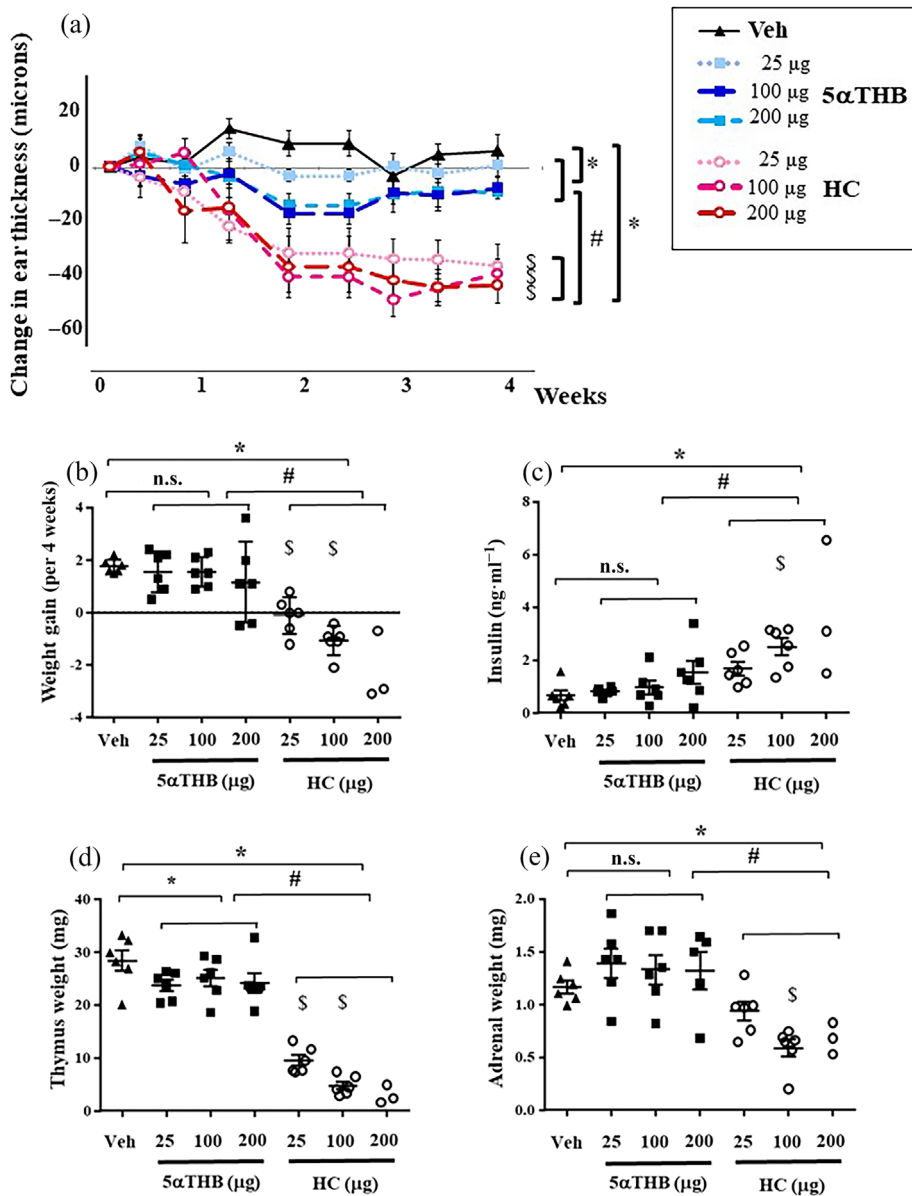 (a)
Change in ear thickness (microns)
20
0
−20
−40
−60
0 1 2 3 4
Weeks
* # *
$ $ $
Veh
25 µg
100 µg
200 µg
5αTHB
25 µg
100 µg
200 µg
HC
(b)
*
n.s. #
Weight gain (per 4 weeks)
4
2
0
-2
-4
$ $
Veh 25 100 200 25 100 200
5αTHB (µg) HC (µg)
(c)
*
#
n.s.
Insulin (ng·ml⁻¹)
8
6
4
2
0
$
Veh 25 100 200 25 100 200
5αTHB (µg) HC (µg)
(d)
*
* #
Thymus weight (mg)
40
30
20
10
0
$ $
Veh 25 100 200 25 100 200
5αTHB (µg) HC (µg)
(e)
*
n.s. #
Adrenal weight (mg)
2.0
1.5
1.0
0.5
0.0
$
Veh 25 100 200 25 100 200
5αTHB (µg) HC (µg)